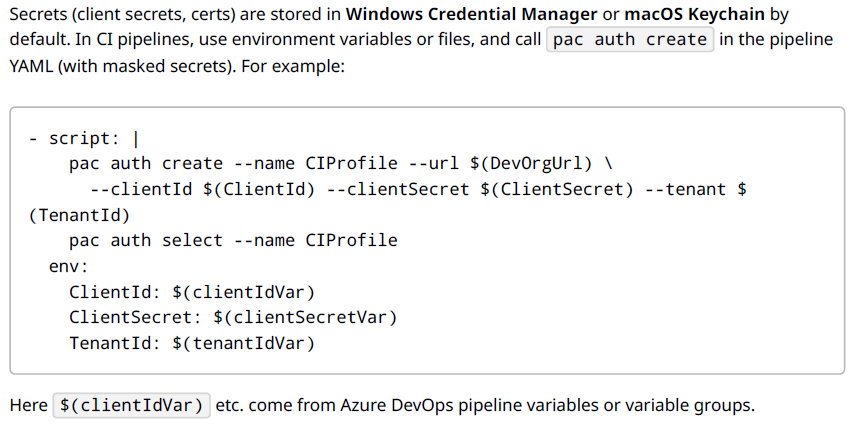 Secrets (client secrets, certs) are stored in Windows Credential Manager or macOS Keychain by
default. In CI pipelines, use environment variables or files, and call pac auth create in the pipeline
YAML (with masked secrets). For example:
- script: |
    pac auth create --name CIProfile --url $(DevOrgUrl) \
      --clientId $(ClientId) --clientSecret $(ClientSecret) --tenant $
(TenantId)
    pac auth select --name CIProfile
  env:
    ClientId: $(clientIdVar)
    ClientSecret: $(clientSecretVar)
    TenantId: $(tenantIdVar)
Here $(clientIdVar) etc. come from Azure DevOps pipeline variables or variable groups.